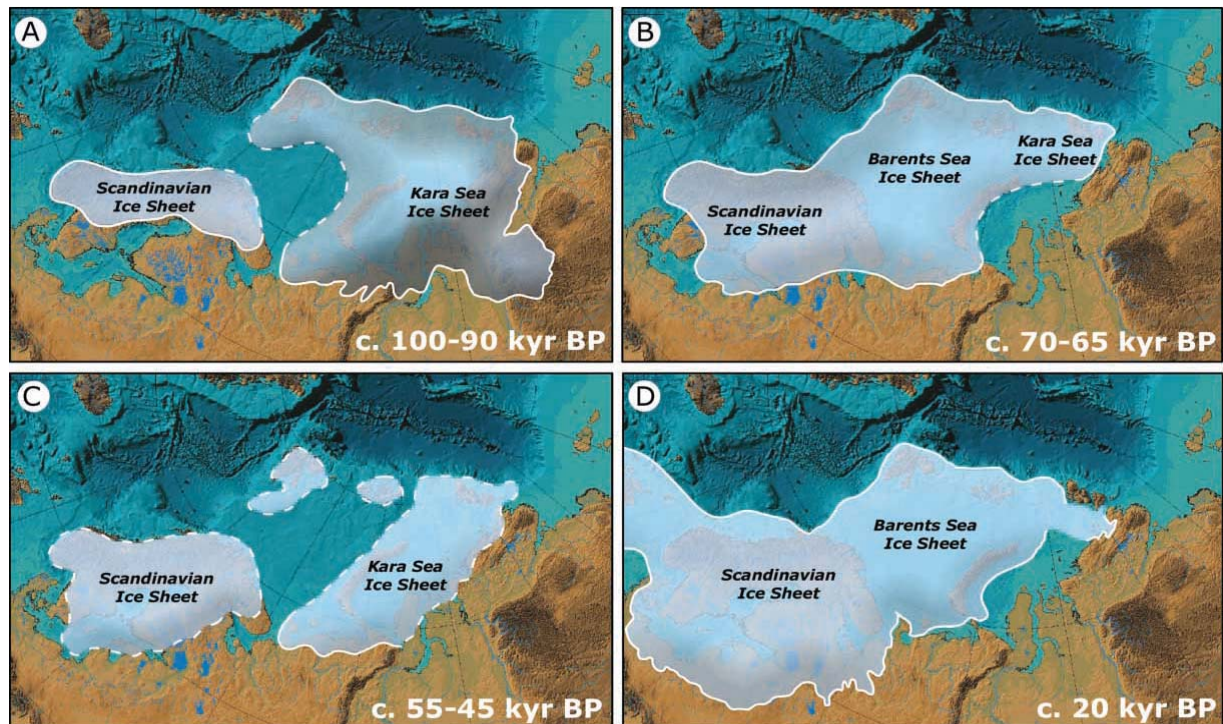 A
Scandinavian
Ice Sheet
Kara Sea
Ice Sheet
c. 100-90 kyr BP
B
Kara Sea
Ice Sheet
Barents Sea
Ice Sheet
Scandinavian
Ice Sheet
c. 70-65 kyr BP
C
Scandinavian
Ice Sheet
Kara Sea
Ice Sheet
c. 55-45 kyr BP
D
Barents Sea
Ice Sheet
Scandinavian
Ice Sheet
c. 20 kyr BP